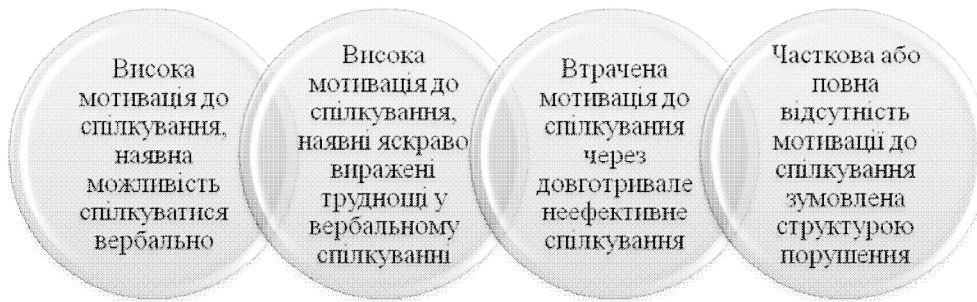 Висока
мотивація до
спілкування,
наявна
можливість
спілкуватися
вербально
Висока
мотивація до
спілкування,
наявні яскраво
виражені
труднощі у
вербальному
спілкуванні
Втрачена
мотивація до
спілкування
через
довготривале
неефективне
спілкування
Часткова або
повна
відсутність
мотивації до
спілкування
зумовлена
структурою
порушення